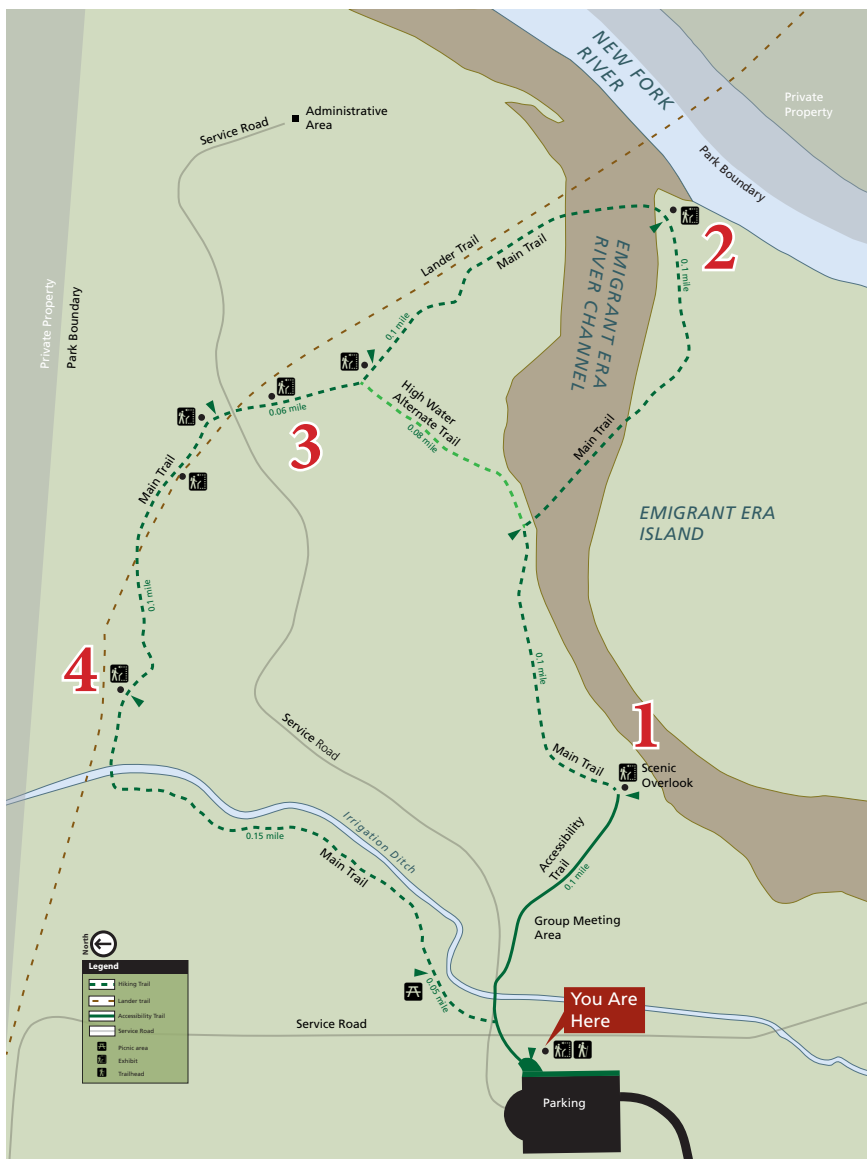 NEW FORK
RIVER
Private
Property
Park Boundary
Administrative
Area
Service Road
Lander Trail
Main Trail
2
0.1 mile
EMIGRANT ERA
RIVER CHANNEL
Private Property
Park Boundary
0.1 mile
High Water
Alternate Trail
0.08 mile
0.06 mile
3
Main Trail
Main Trail
EMIGRANT ERA
ISLAND
0.1 mile
4
0.1 mile
1
Service Road
Main Trail
Scenic
Overlook
Irrigation Ditch
0.15 mile
Main Trail
Accessibility
Trail
0.1 mile
Group Meeting
Area
North
Legend
Hiking Trail
Lander trail
Accessibility Trail
Service Road
Picnic area
Exhibit
Trailhead
0.05 mile
Service Road
You Are
Here
Parking